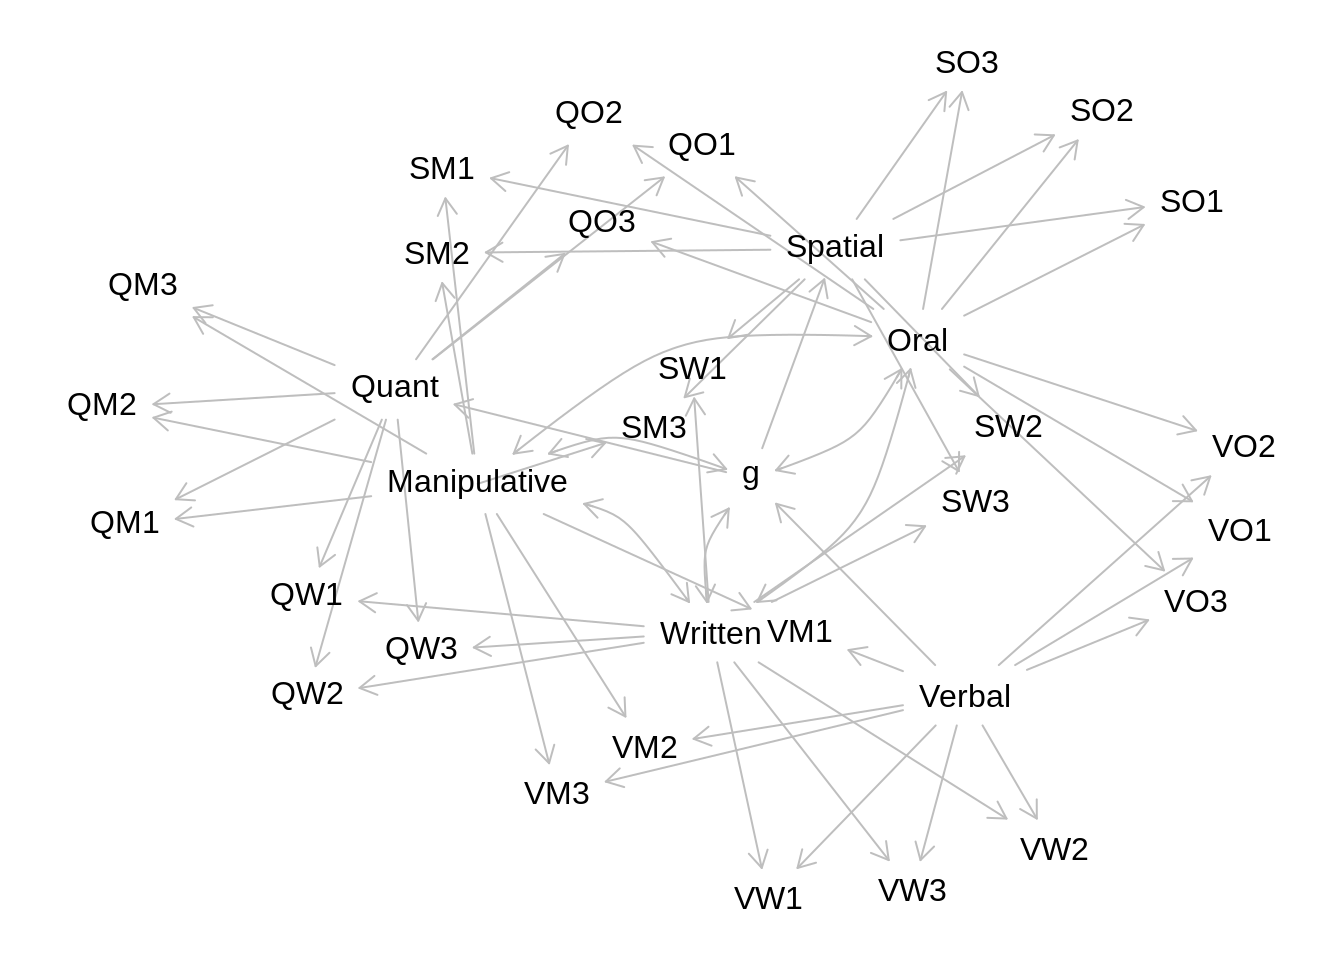 SO3
SO2
QO2
QO1
SM1
SO1
QO3
Spatial
SM2
QM3
Oral
SW1
Quant
QM2
SM3
SW2
VO2
g
Manipulative
SW3
QM1
VO1
QW1
VO3
Written
VM1
QW3
QW2
Verbal
VM2
VM3
VW2
VW3
VW1